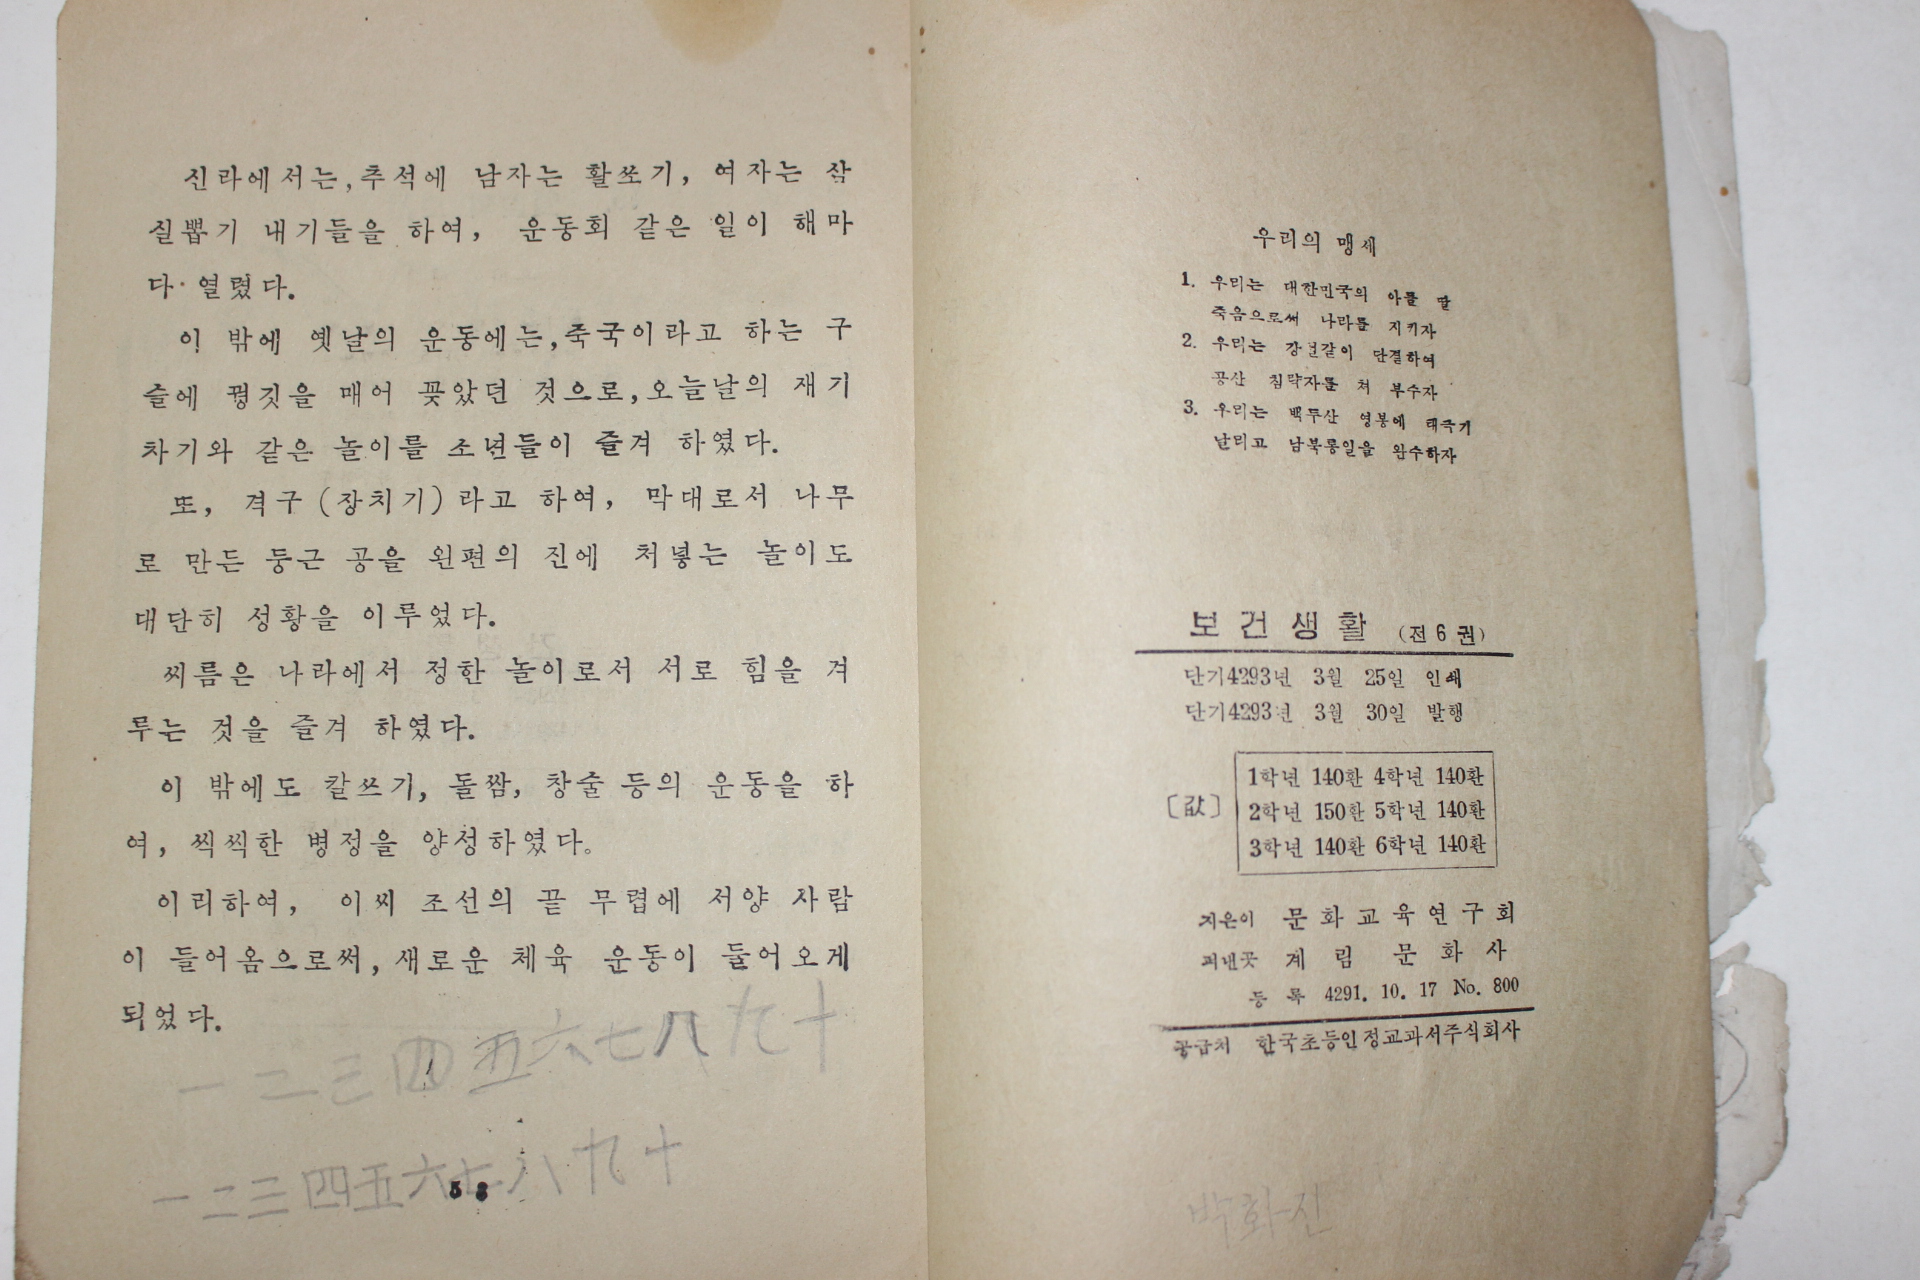 신라에서는,추석에 남자는 활쏘기, 여자는 삼
실뽑기 내기들을 하여, 운동회 같은 일이 해마
다 열렸다.
이 밖에 옛날의 운동에는,죽국이라고 하는 구
슬에 꿩깃을 매어 꽂았던 것으로,오늘날의 재기
차기와 같은 놀이를 소년들이 즐겨 하였다.
또, 격구 (장치기) 라고 하여, 막대로서 나무
로 만든 둥근 공을 왼편의 진에 처넣는 놀이도
대단히 성황을 이루었다.
씨름은 나라에서 정한 놀이로서 서로 힘을 겨
루는 것을 즐겨 하였다.
이 밖에도 칼쓰기, 돌쌈, 창술 등의 운동을 하
여, 씩씩한 병정을 양성하였다。
이리하여, 이씨 조선의 끝 무렵에 서양 사람
이 들어옴으로써,새로운 체육 운동이 들어오게
되었다.
一二三四五六七八九十
一二三四五六七八九十
58
우리의 맹세
1. 우리는 대한민국의 아들 딸
죽음으로써 나라를 지키자
2. 우리는 강철같이 단결하여
공산 침략자를 쳐 부수자
3. 우리는 백두산 영봉에 태극기
날리고 남북통일을 완수하자
보건생활 (전 6 권)
단기4293년 3월 25일 인쇄
단기4293년 3월 30일 발행
〔값〕
1학년 140환 4학년 140환
2학년 150환 5학년 140환
3학년 140환 6학년 140환
지은이 문화교육연구회
펴낸곳 계림 문화사
등록 4291. 10. 17 No. 800
공급처 한국초등인정교과서주식회사
박화신